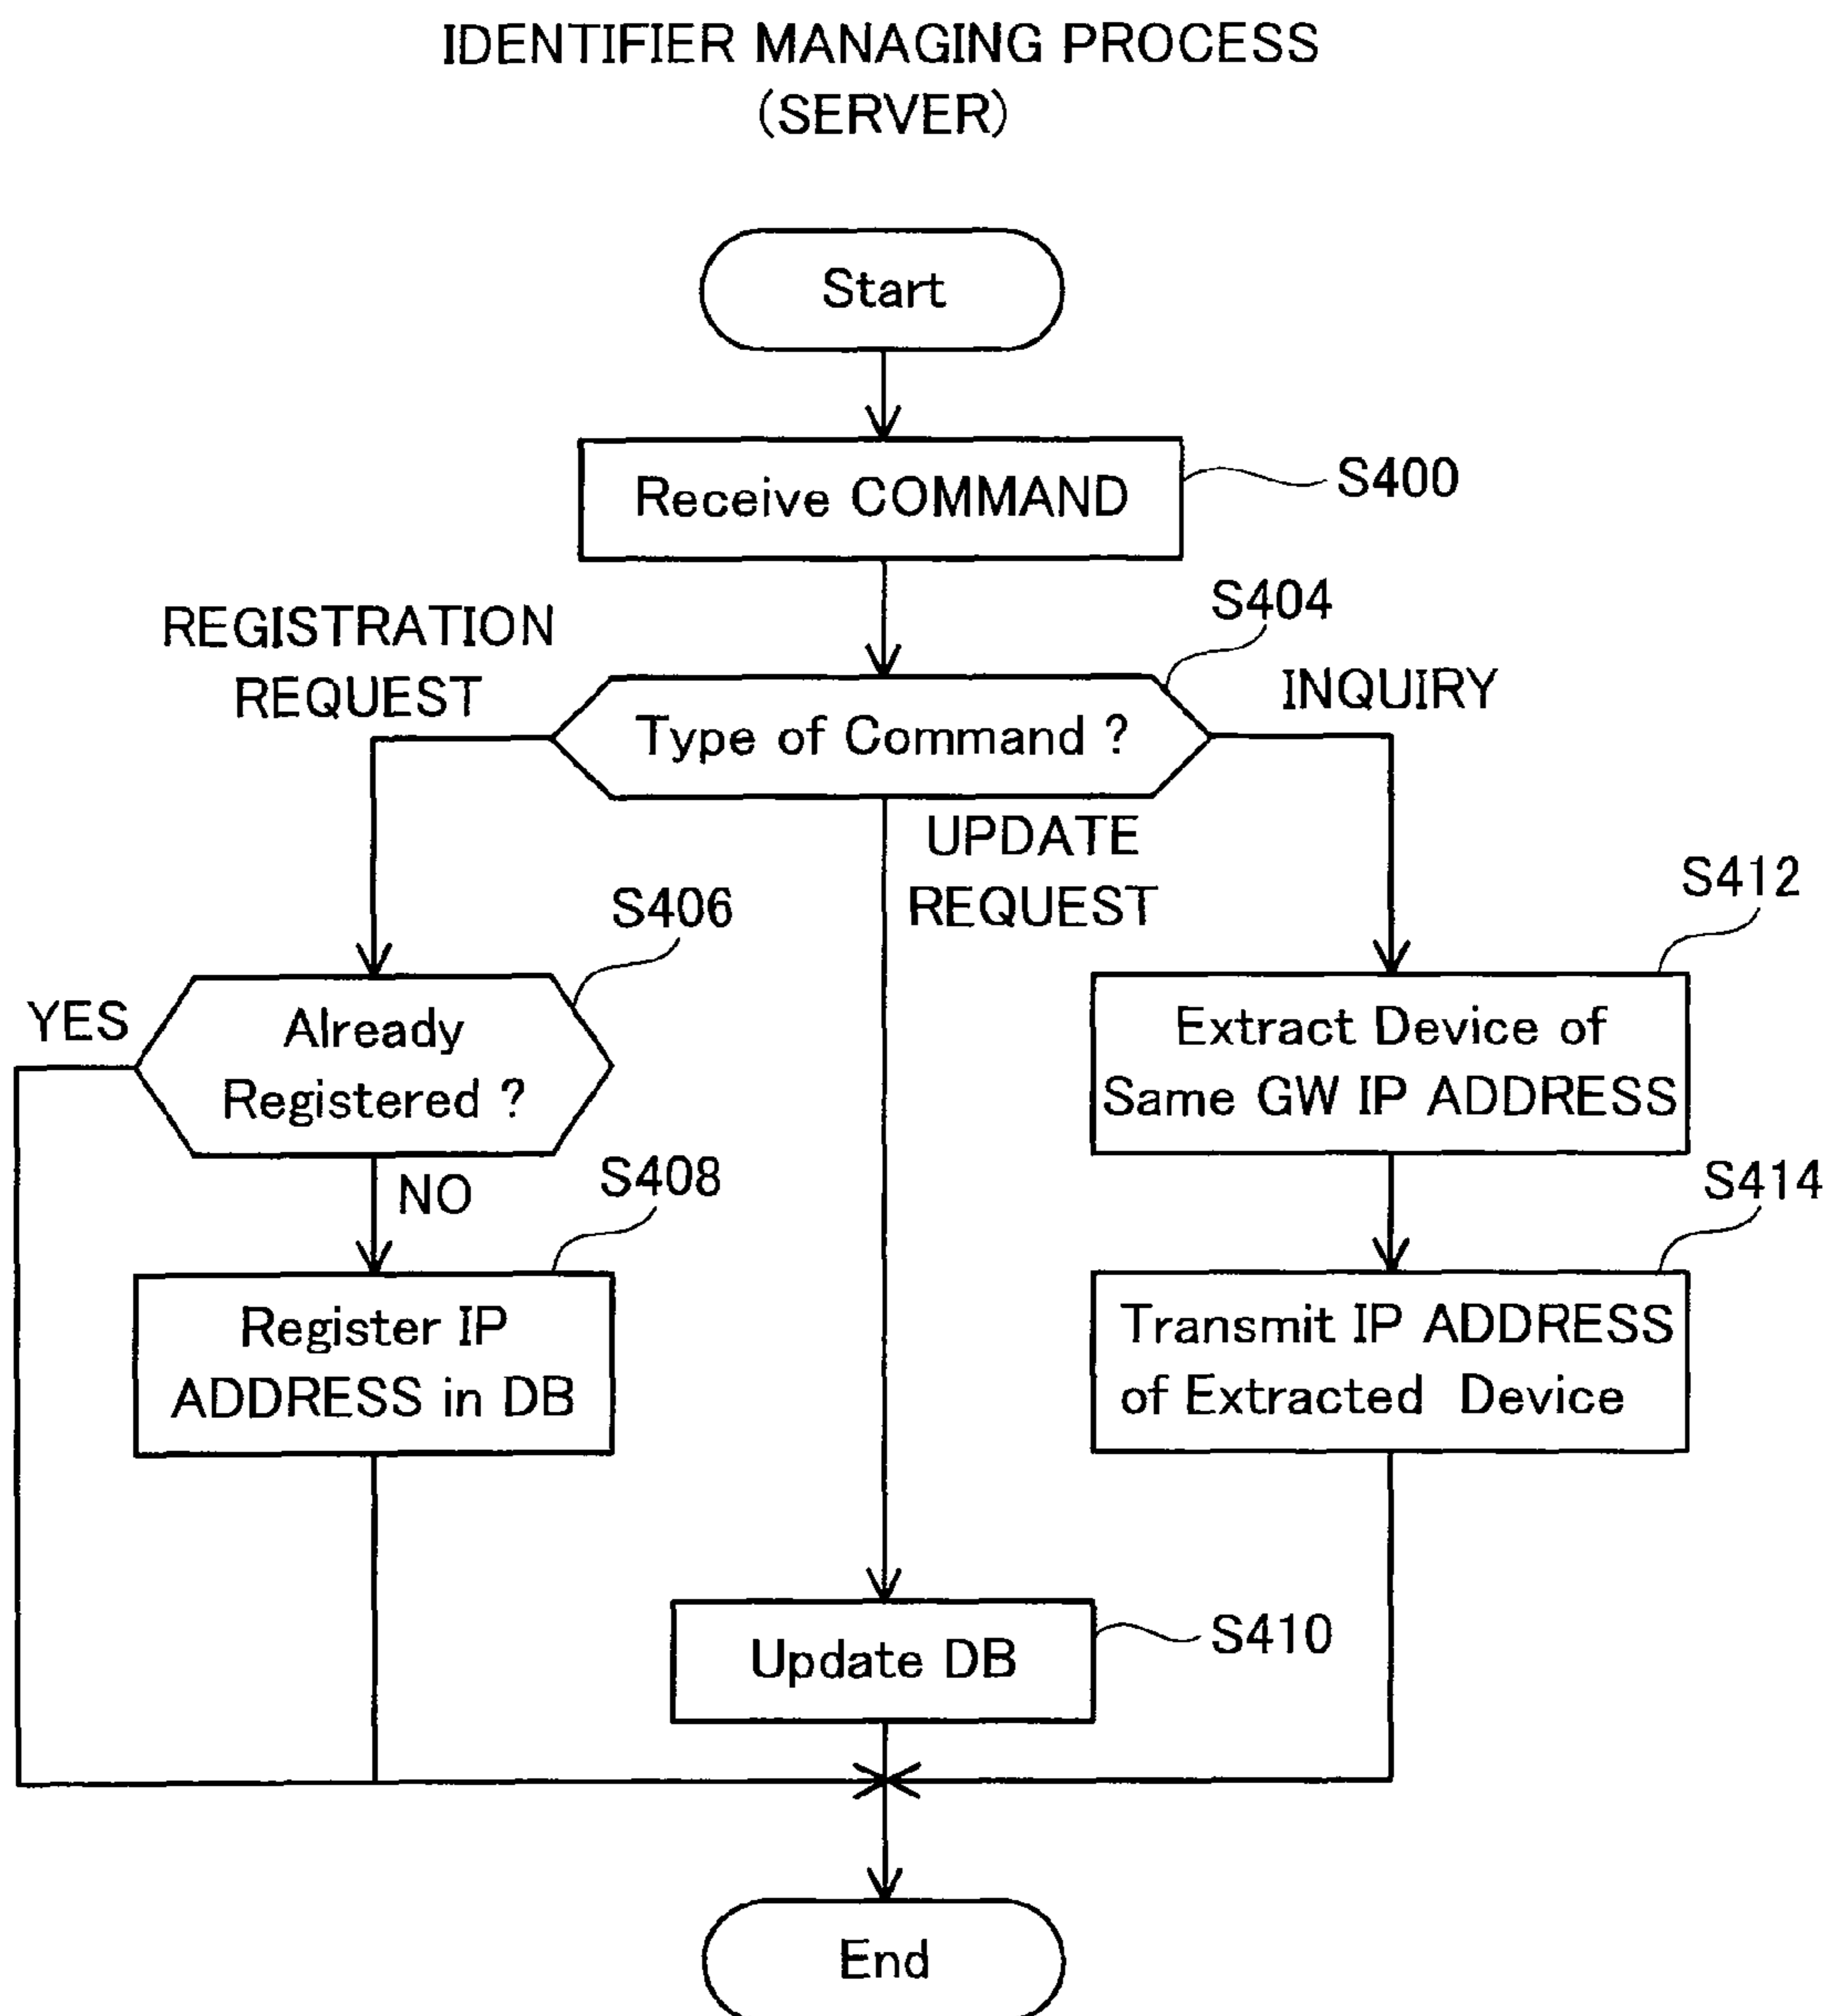 IDENTIFIER MANAGING PROCESS
(SERVER)
Start
Receive COMMAND
S400
S404
REGISTRATION
REQUEST
Type of Command ?
INQUIRY
UPDATE
REQUEST
S406
YES
Already
Registered ?
NO
S408
Register IP
ADDRESS in DB
S412
Extract Device of
Same GW IP ADDRESS
S414
Transmit IP ADDRESS
of Extracted Device
Update DB
S410
End